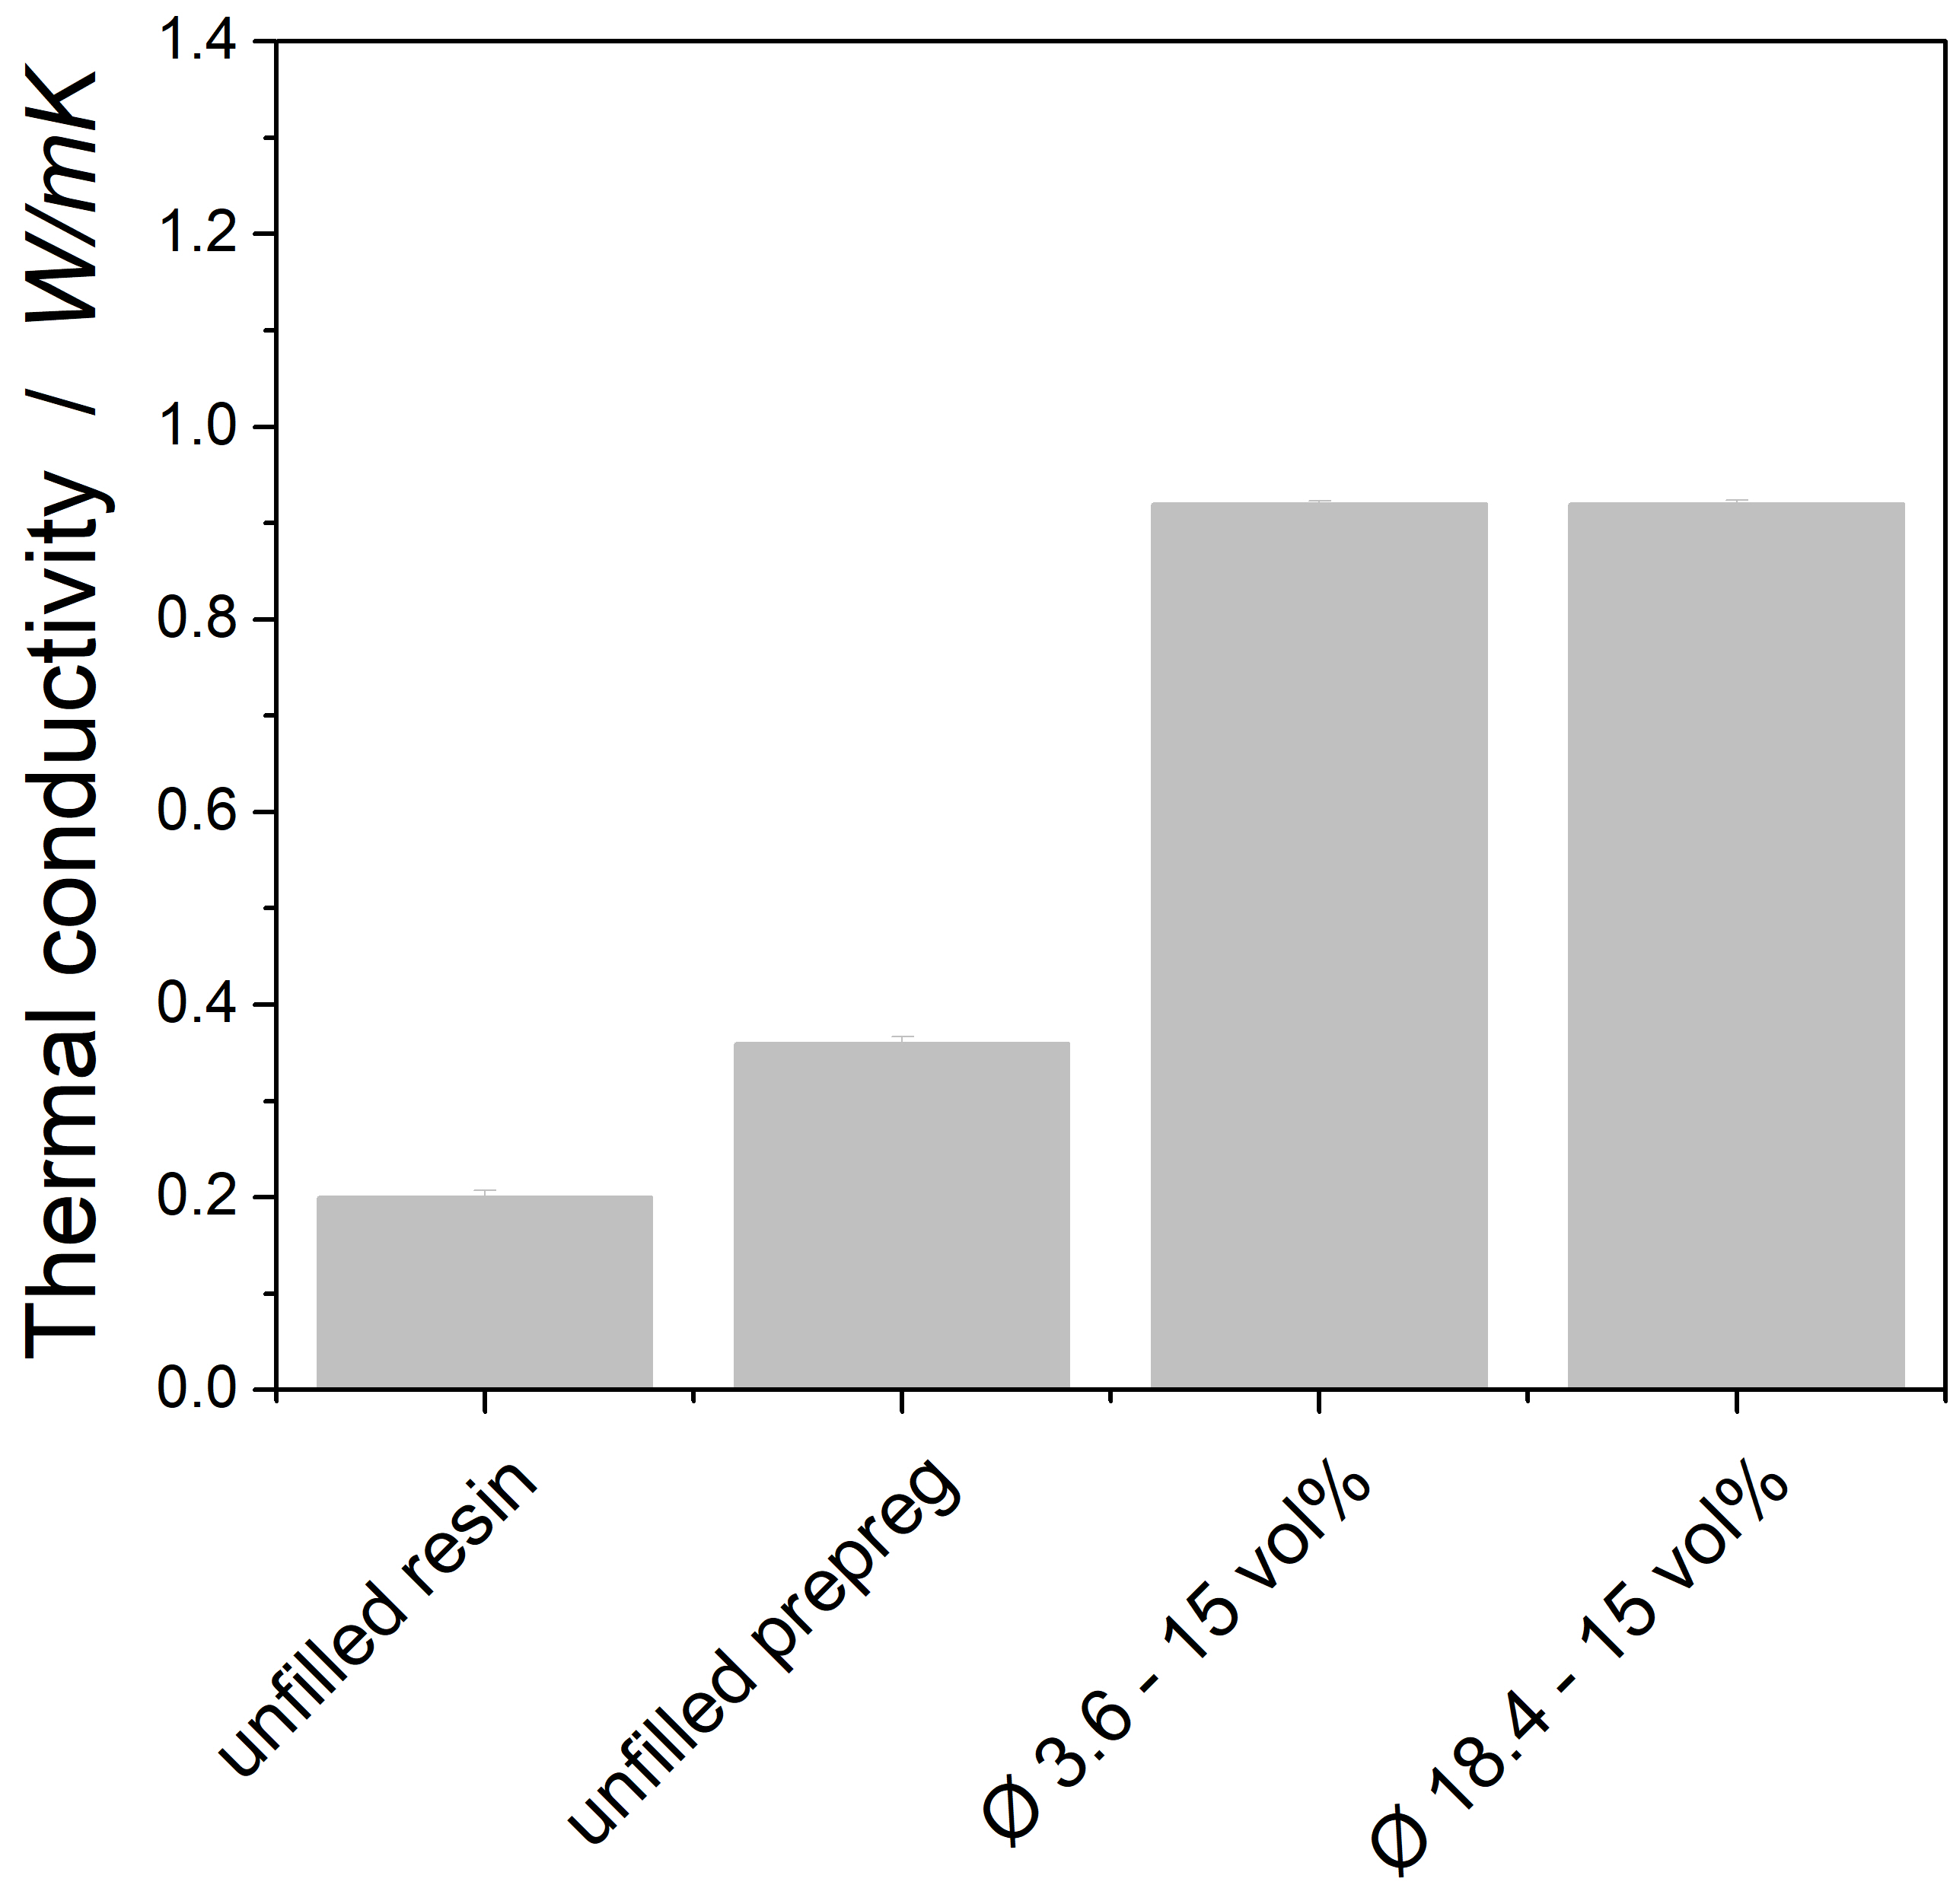 Thermal conductivity / W/mK
1.4
1.2
1.0
0.8
0.6
0.4
0.2
0.0
unfilled resin
unfilled prepreg
Ø 3.6 - 15 vol%
Ø 18.4 - 15 vol%